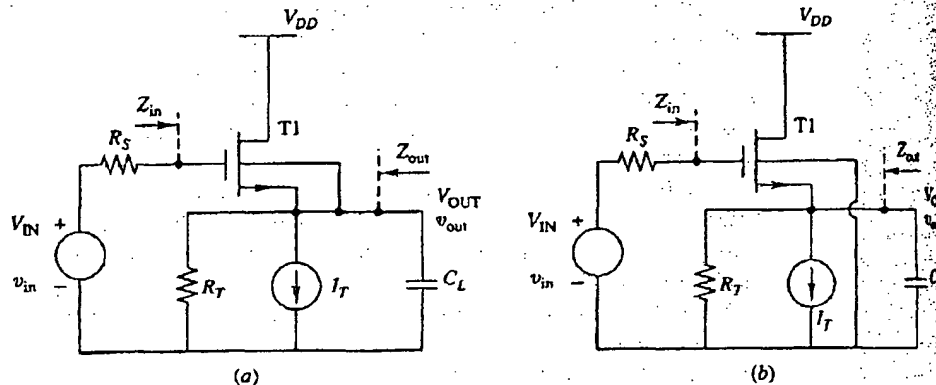 V_DD
Z_in
R_S
T1
Z_out
V_OUT
v_out
V_IN +
v_in −
R_T
I_T
C_L
(a)
V_DD
Z_in
R_S
T1
Z_out
V_IN +
v_in −
R_T
I_T
(b)